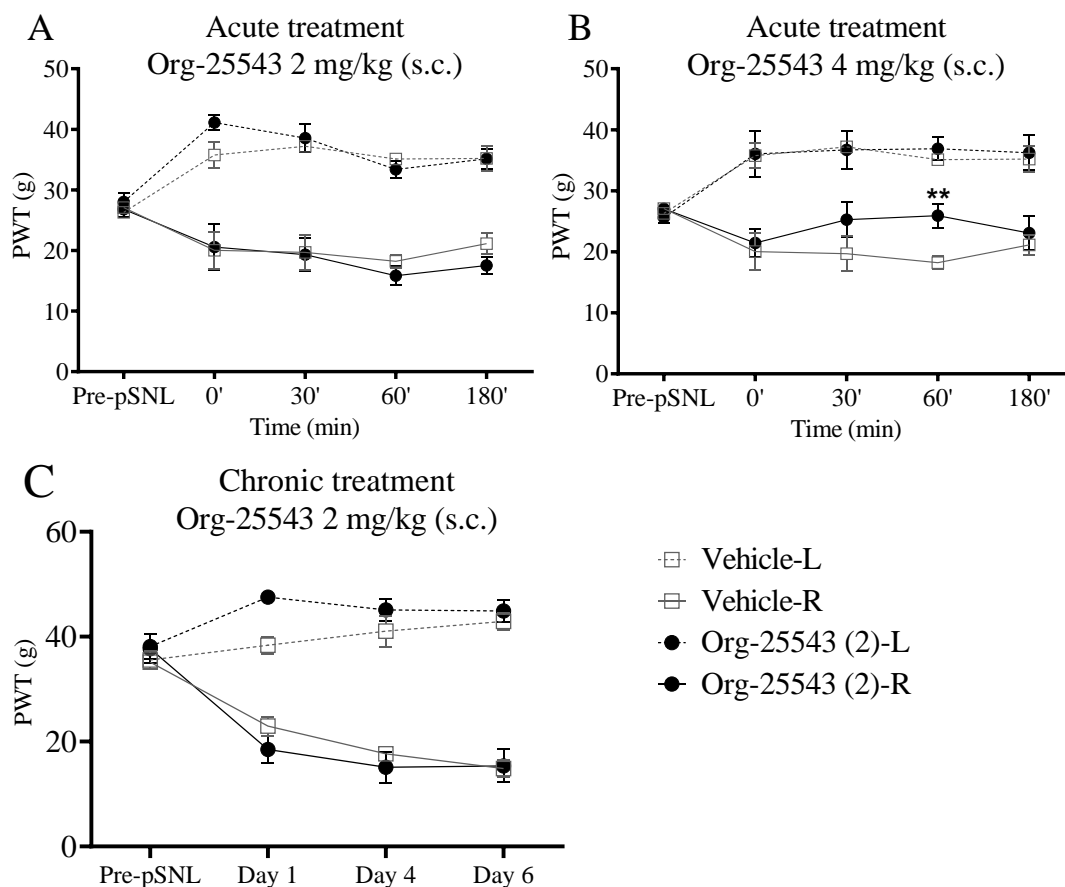 A
Acute treatment
Org-25543 2 mg/kg (s.c.)
PWT (g)
50
40
30
20
10
0
Pre-pSNL 0' 30' 60' 180'
Time (min)
B
Acute treatment
Org-25543 4 mg/kg (s.c.)
PWT (g)
50
40
30
20
10
0
**
Pre-pSNL 0' 30' 60' 180'
Time (min)
C
Chronic treatment
Org-25543 2 mg/kg (s.c.)
PWT (g)
60
40
20
0
Pre-pSNL Day 1 Day 4 Day 6
Vehicle-L
Vehicle-R
Org-25543 (2)-L
Org-25543 (2)-R